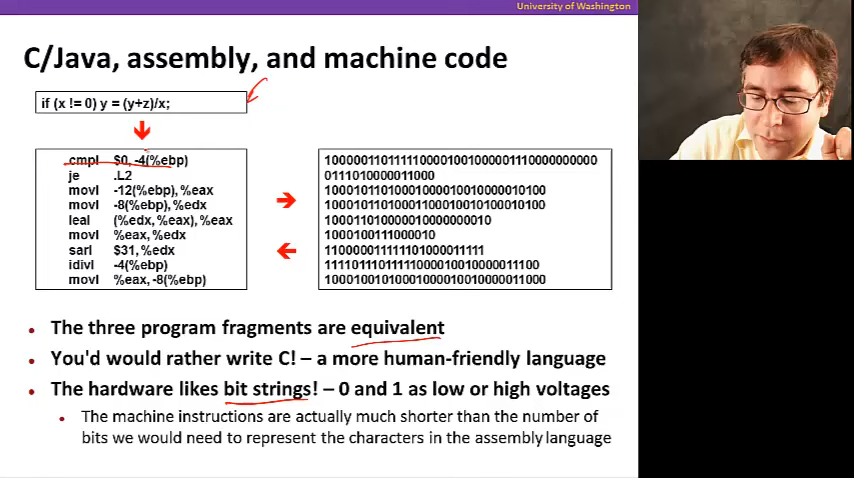 University of Washington
C/Java, assembly, and machine code
if (x != 0) y = (y+z)/x;
cmpl $0, -4(%ebp)
je .L2
movl -12(%ebp), %eax
movl -8(%ebp), %edx
leal (%edx, %eax), %eax
movl %eax, %edx
sarl $31, %edx
idivl -4(%ebp)
movl %eax, -8(%ebp)
1000001101111100001001000001110000000000
0111010000011000
10001011010001000010010000010100
10001011010001100010010100010100
100011010000010000000010
1000100111000010
110000011111101000011111
11110111011111000010010000011100
10001001010001000010010000011000
The three program fragments are equivalent
You'd would rather write C! – a more human-friendly language
The hardware likes bit strings! – 0 and 1 as low or high voltages
The machine instructions are actually much shorter than the number of
bits we would need to represent the characters in the assembly language